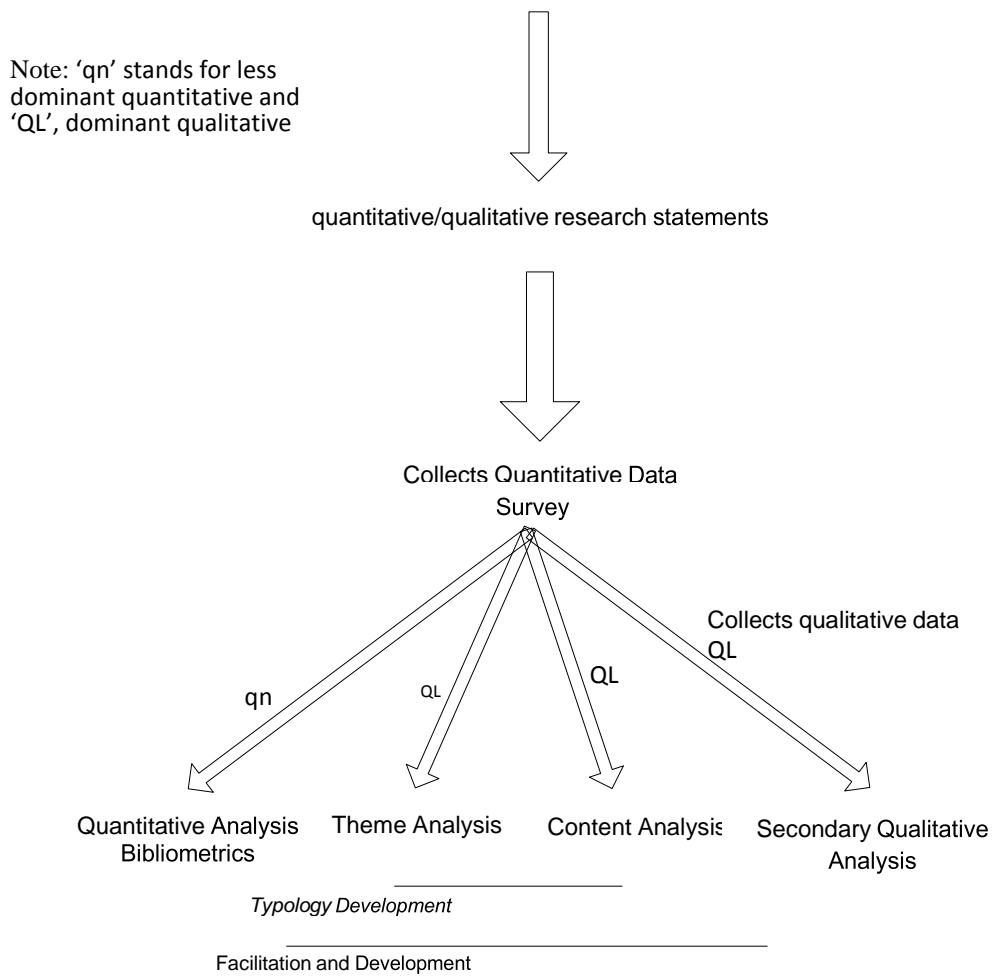 Note: ‘qn’ stands for less
dominant quantitative and
‘QL’, dominant qualitative
quantitative/qualitative research statements
Collects Quantitative Data
Survey
Collects qualitative data
QL
qn
QL
QL
Quantitative Analysis
Bibliometrics
Theme Analysis
Content Analysis
Secondary Qualitative
Analysis
Typology Development
Facilitation and Development